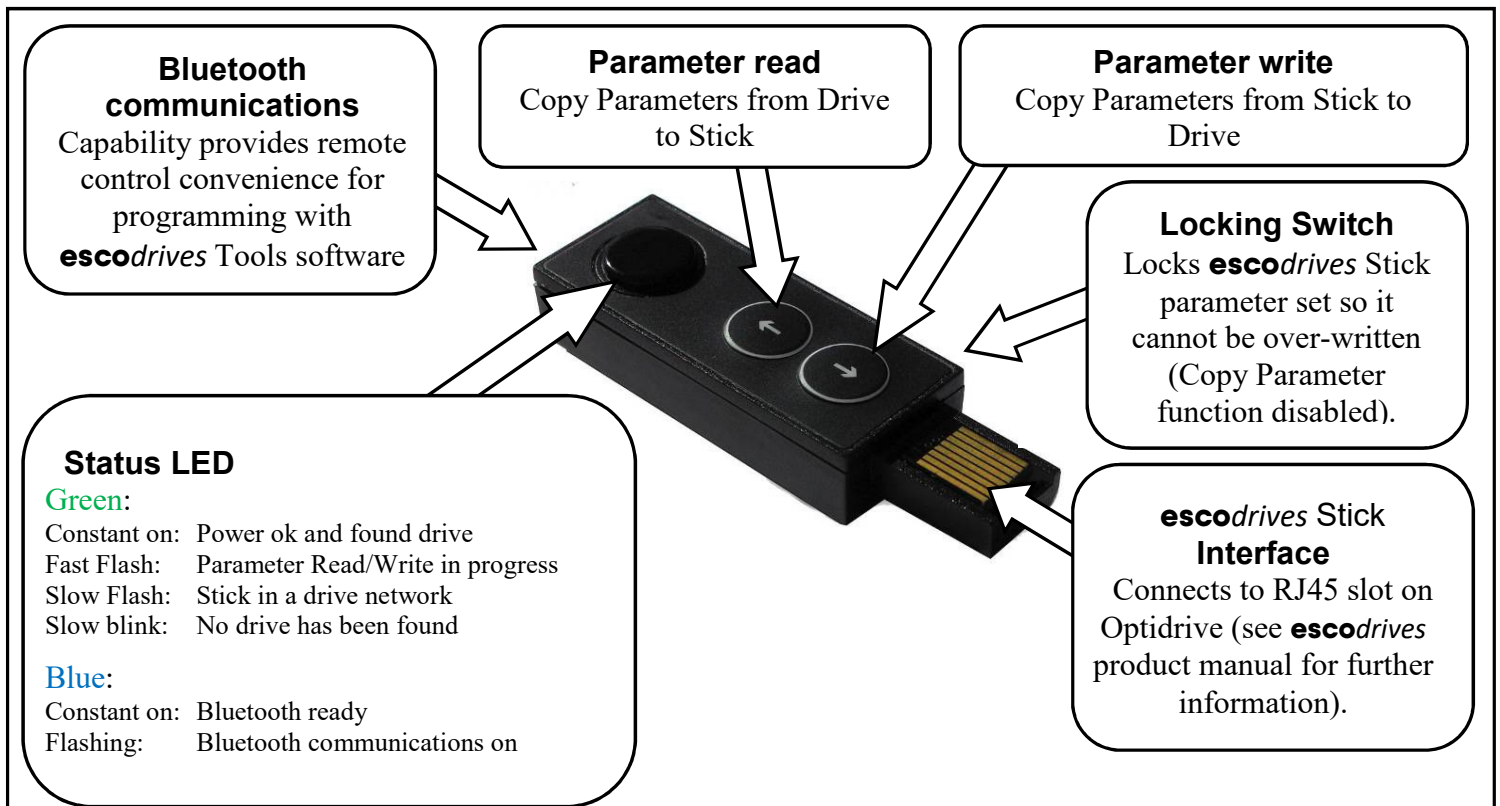 Bluetooth
communications
Capability provides remote
control convenience for
programming with
escodrives Tools software
Parameter read
Copy Parameters from Drive
to Stick
Parameter write
Copy Parameters from Stick to
Drive
Locking Switch
Locks escodrives Stick
parameter set so it
cannot be over-written
(Copy Parameter
function disabled).
Status LED
Green:
Constant on: Power ok and found drive
Fast Flash: Parameter Read/Write in progress
Slow Flash: Stick in a drive network
Slow blink: No drive has been found
Blue:
Constant on: Bluetooth ready
Flashing: Bluetooth communications on
escodrives Stick
Interface
Connects to RJ45 slot on
Optidrive (see escodrives
product manual for further
information).